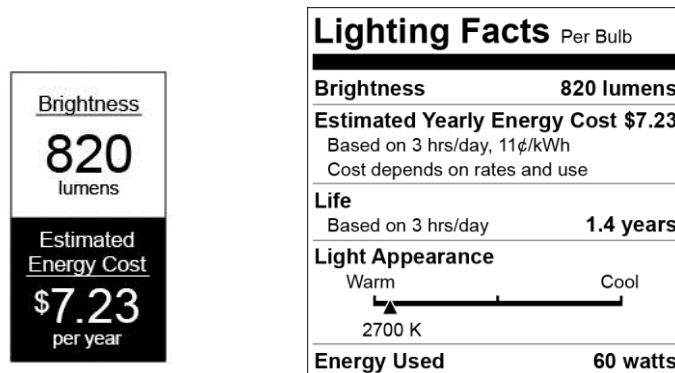 Brightness
820
lumens
Estimated
Energy Cost
$7.23
per year
Lighting Facts Per Bulb
Brightness 820 lumens
Estimated Yearly Energy Cost $7.23
Based on 3 hrs/day, 11¢/kWh
Cost depends on rates and use
Life
Based on 3 hrs/day 1.4 years
Light Appearance
Warm Cool
2700 K
Energy Used 60 watts